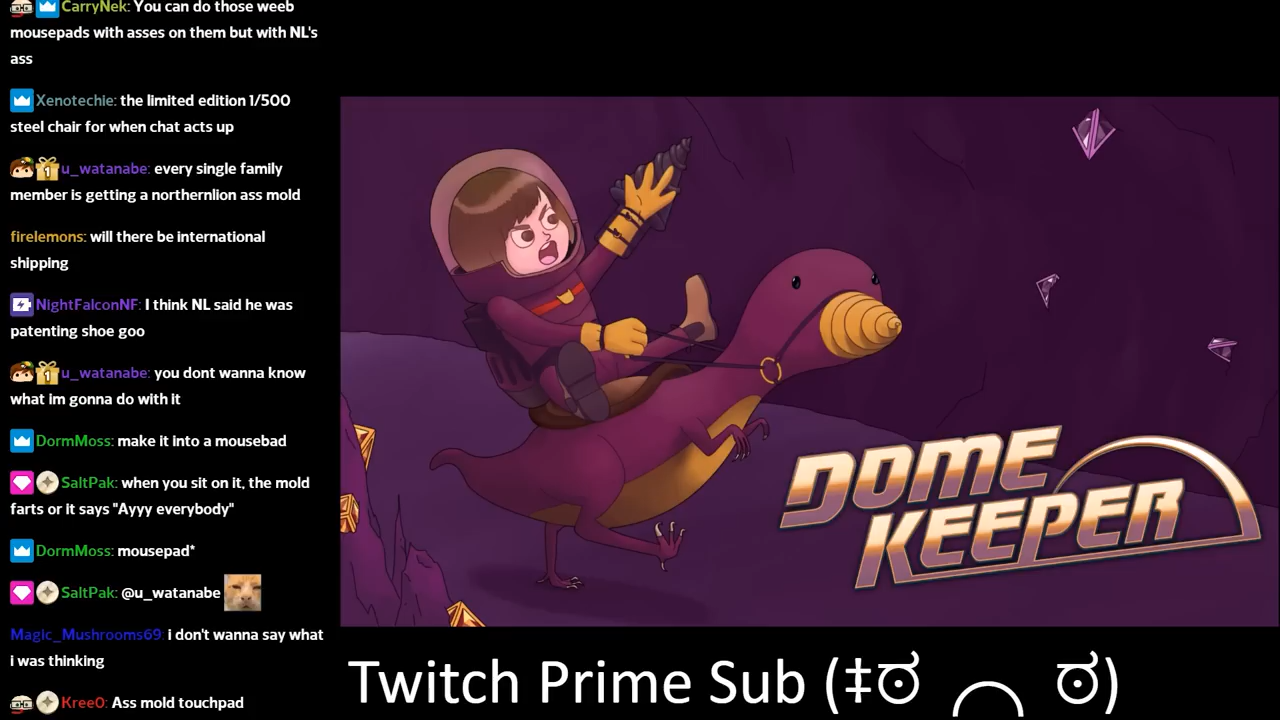 CarryNek: You can do those weeb
mousepads with asses on them but with NL's
ass
Xenotechie: the limited edition 1/500
steel chair for when chat acts up
u_watanabe: every single family
member is getting a northernlion ass mold
firelemons: will there be international
shipping
NightFalconNF: I think NL said he was
patenting shoe goo
u_watanabe: you dont wanna know
what im gonna do with it
DormMoss: make it into a mousebad
SaltPak: when you sit on it, the mold
farts or it says "Ayyy everybody"
DormMoss: mousepad*
SaltPak: @u_watanabe
Magic_Mushrooms69: i don't wanna say what
i was thinking
KreeO: Ass mold touchpad
DOME
KEEPER
Twitch Prime Sub (‡ಠ ⁔ ಠ)